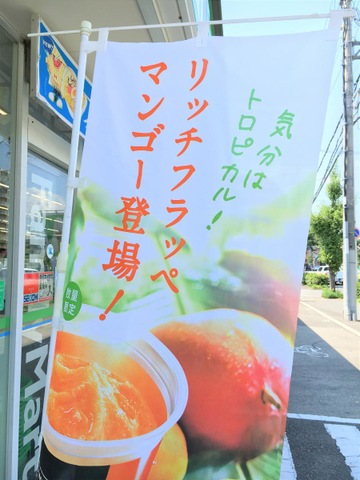 気分は
トロピカル！
リッチフラッペ
マンゴー登場！
数量
限定